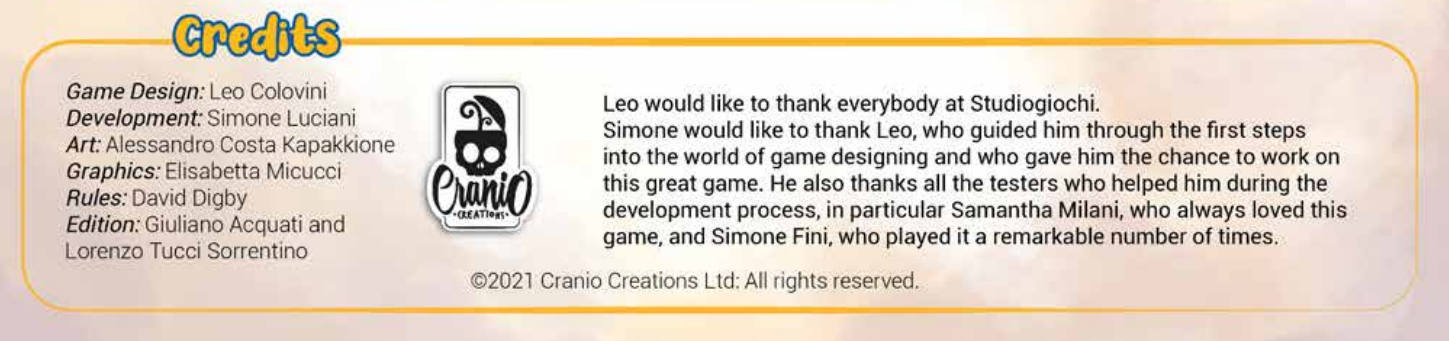 Credits
Game Design: Leo Colovini
Development: Simone Luciani
Art: Alessandro Costa Kapakkione
Graphics: Elisabetta Micucci
Rules: David Digby
Edition: Giuliano Acquati and
Lorenzo Tucci Sorrentino
Cranio
•CREATIONS•
Leo would like to thank everybody at Studiogiochi.
Simone would like to thank Leo, who guided him through the first steps
into the world of game designing and who gave him the chance to work on
this great game. He also thanks all the testers who helped him during the
development process, in particular Samantha Milani, who always loved this
game, and Simone Fini, who played it a remarkable number of times.
©2021 Cranio Creations Ltd: All rights reserved.